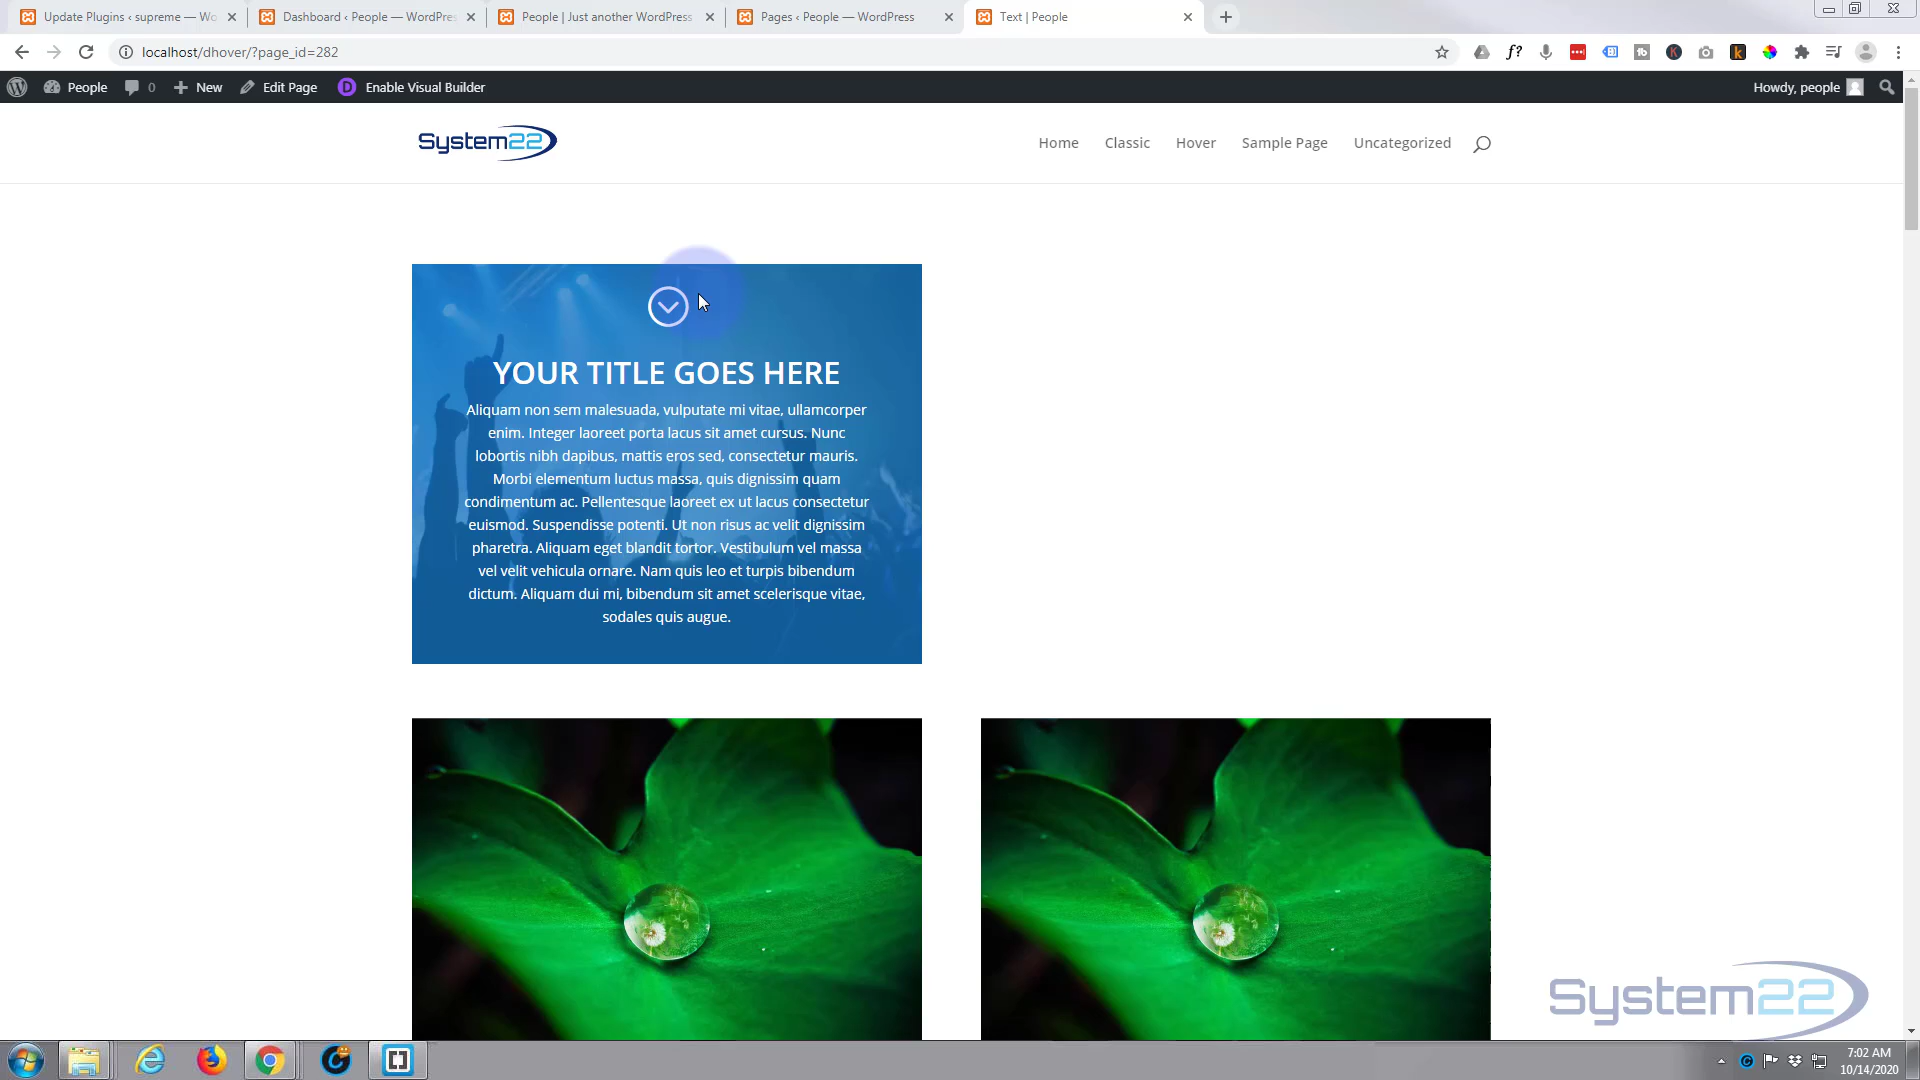 Update Plugins ‹ supreme — Wo
Dashboard ‹ People — WordPres
People | Just another WordPress
Pages ‹ People — WordPress
Text | People
localhost/dhover/?page_id=282
People
0
New
Edit Page
Enable Visual Builder
Howdy, people
System22
Home
Classic
Hover
Sample Page
Uncategorized
YOUR TITLE GOES HERE
Aliquam non sem malesuada, vulputate mi vitae, ullamcorper
enim. Integer laoreet porta lacus sit amet cursus. Nunc
lobortis nibh dapibus, mattis eros sed, consectetur mauris.
Morbi elementum luctus massa, quis dignissim quam
condimentum ac. Pellentesque laoreet ex ut lacus consectetur
euismod. Suspendisse potenti. Ut non risus ac velit dignissim
pharetra. Aliquam eget blandit tortor. Vestibulum vel massa
vel velit vehicula ornare. Nam quis leo et turpis bibendum
dictum. Aliquam dui mi, bibendum sit amet scelerisque vitae,
sodales quis augue.
System22
7:02 AM
10/14/2020